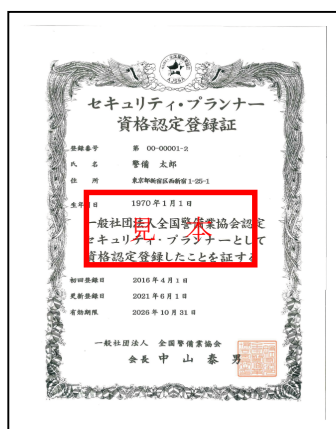 AJSSA
セキュリティ・プランナー
資格認定登録証
登録番号 第 00-00001-2
氏名 警備 太郎
住所 東京都新宿区西新宿1-25-1
生年月日 1970年1月1日
一般社団法人全国警備業協会認定
セキュリティ・プランナーとして
資格認定登録したことを証する
見本
初回登録日 2016年4月1日
更新登録日 2021年6月1日
有効期限 2026年10月31日
一般社団法人 全国警備業協会
会長 中山泰男